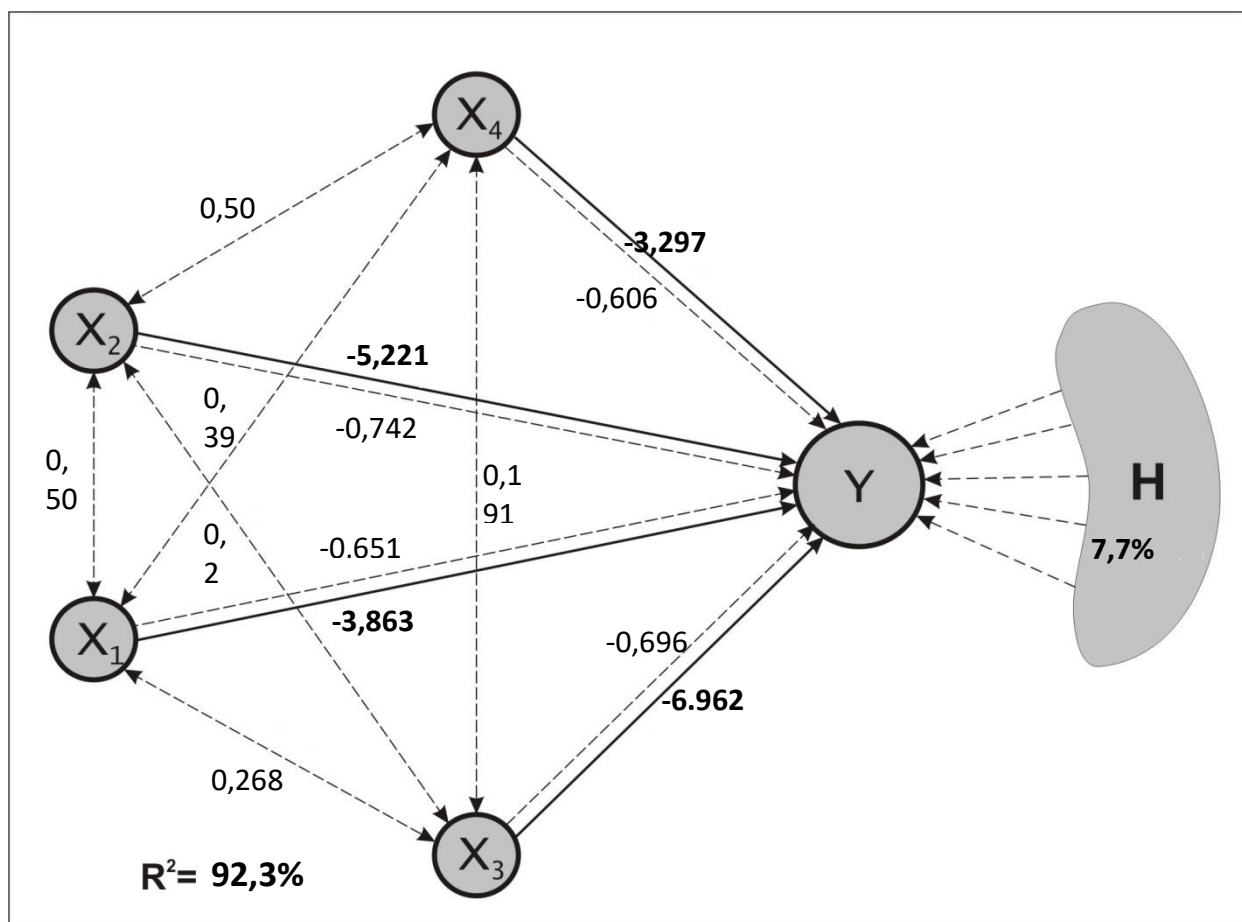 X4
0,50
-3,297
-0,606
X2
-5,221
0,
39
-0,742
0,
50
0,1
91
Y
H
7,7%
0,
2
-0.651
-3,863
X1
-0,696
-6.962
0,268
X3
R²= 92,3%